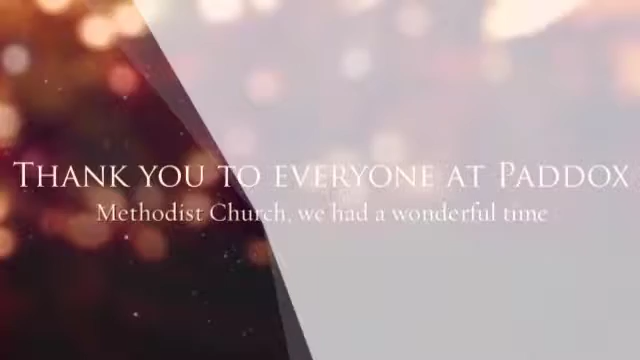 Thank you to everyone at Paddox
Methodist Church, we had a wonderful time